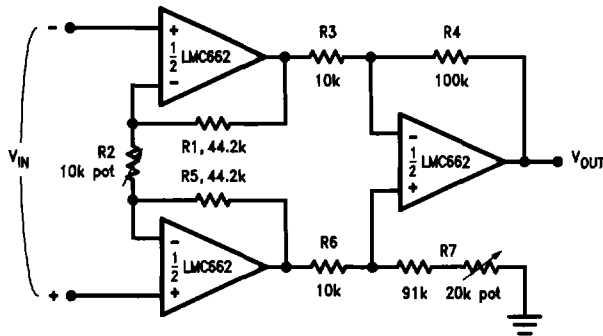 -
+
½ LMC662
-
R3
10k
R4
100k
R1, 44.2k
R2
10k pot
R5, 44.2k
V_IN
-
½ LMC662
+
V_OUT
-
½ LMC662
+
R6
10k
R7
91k
20k pot
+